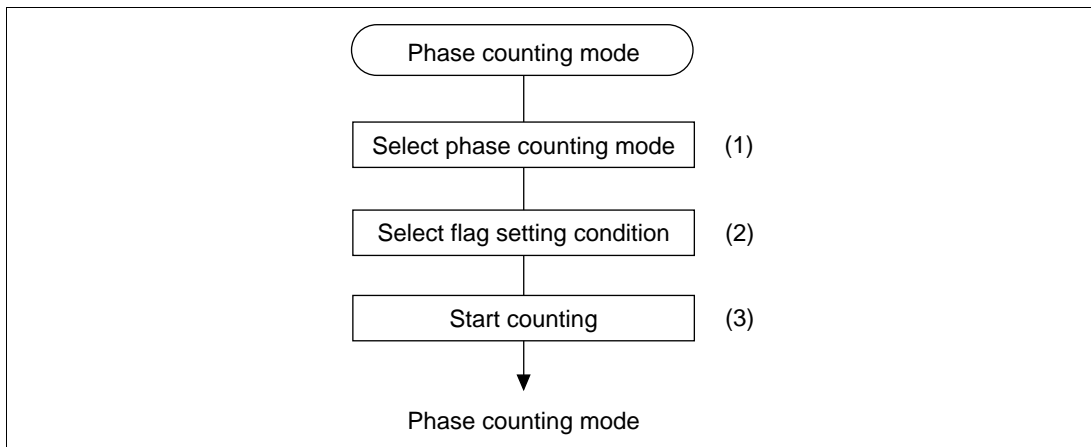 Phase counting mode
Select phase counting mode (1)
Select flag setting condition (2)
Start counting (3)
Phase counting mode